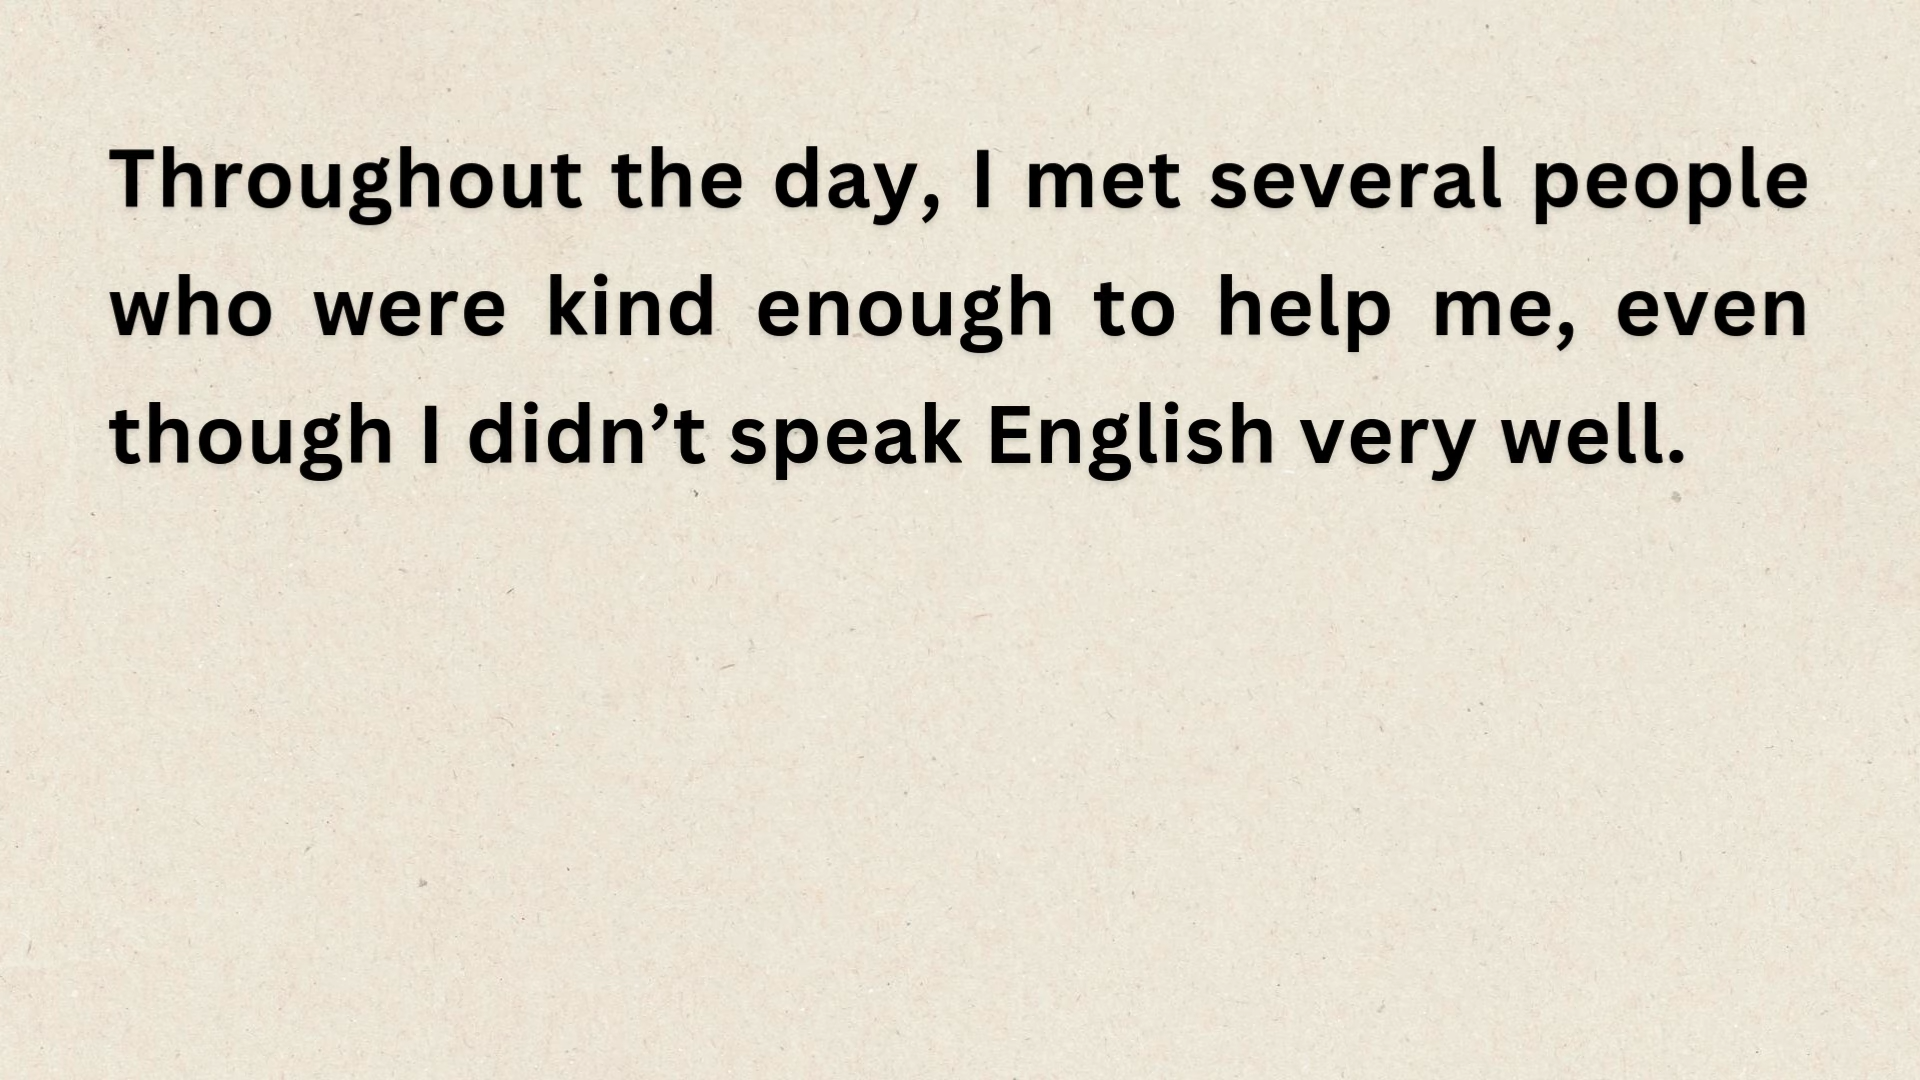 Throughout the day, I met several people
who were kind enough to help me, even
though I didn’t speak English very well.